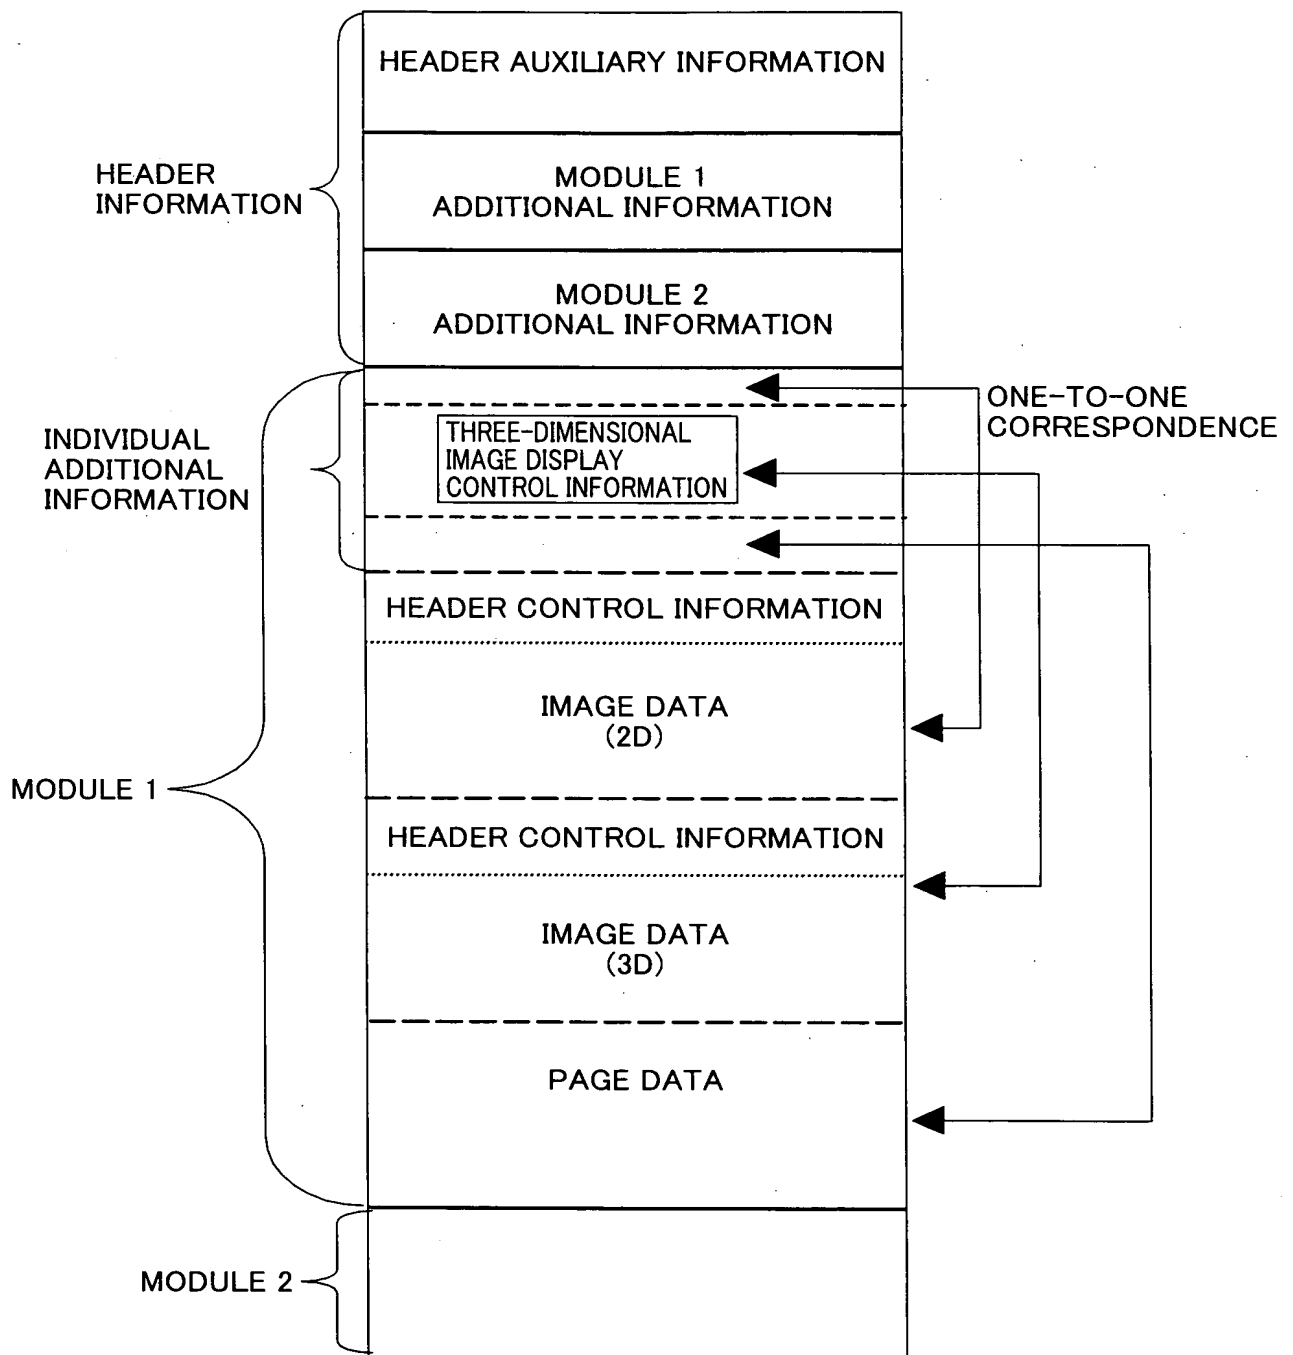 HEADER AUXILIARY INFORMATION
HEADER
INFORMATION
MODULE 1
ADDITIONAL INFORMATION
MODULE 2
ADDITIONAL INFORMATION
ONE-TO-ONE
CORRESPONDENCE
INDIVIDUAL
ADDITIONAL
INFORMATION
THREE-DIMENSIONAL
IMAGE DISPLAY
CONTROL INFORMATION
HEADER CONTROL INFORMATION
IMAGE DATA
(2D)
MODULE 1
HEADER CONTROL INFORMATION
IMAGE DATA
(3D)
PAGE DATA
MODULE 2